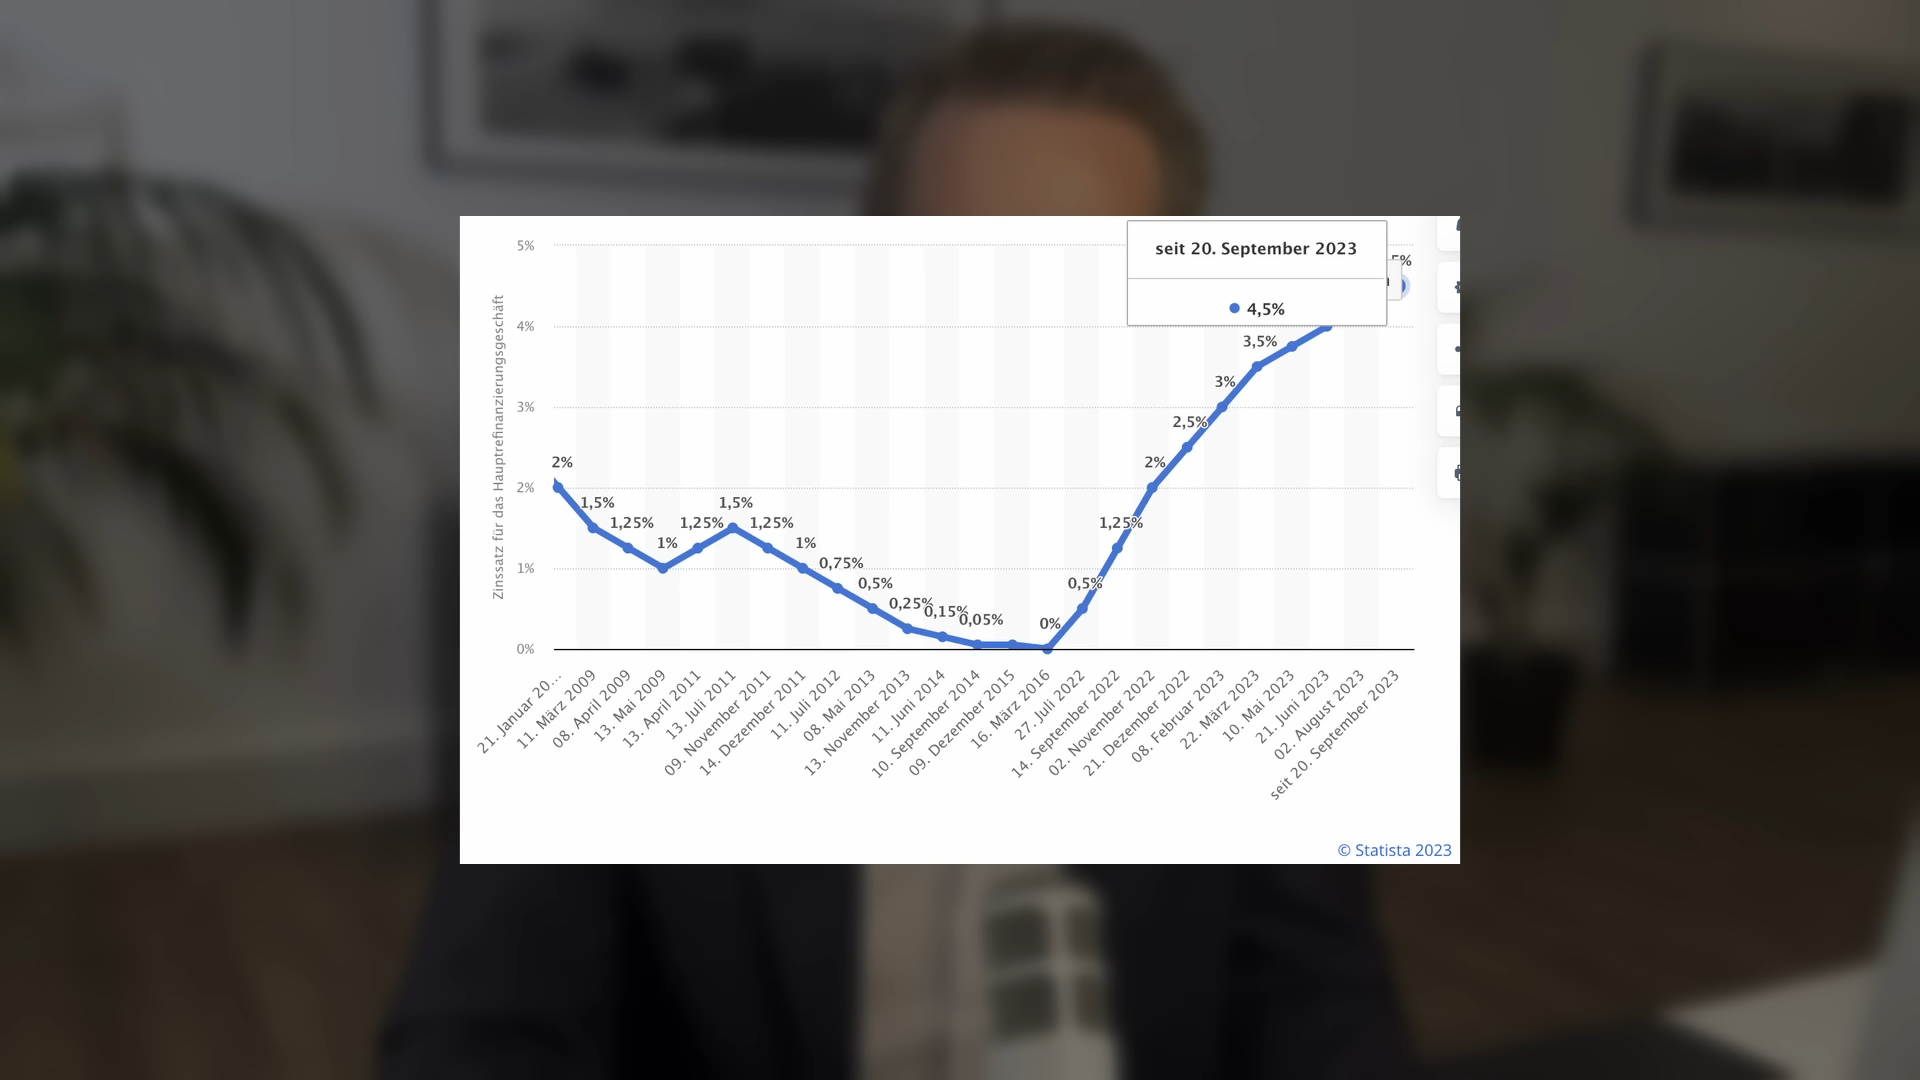 seit 20. September 2023
4,5%
5%
5%
4%
3%
2%
1%
0%
Zinssatz für das Hauptrefinanzierungsgeschäft
2%
1,5%
1,25%
1%
1,25%
1,5%
1,25%
1%
0,75%
0,5%
0,25%
0,15%
0,05%
0%
0,5%
1,25%
2%
2,5%
3%
3,5%
21. Januar 20...
11. März 2009
08. April 2009
13. Mai 2009
13. April 2011
13. Juli 2011
09. November 2011
14. Dezember 2011
11. Juli 2012
08. Mai 2013
13. November 2013
11. Juni 2014
10. September 2014
09. Dezember 2015
16. März 2016
27. Juli 2022
14. September 2022
02. November 2022
21. Dezember 2022
08. Februar 2023
22. März 2023
10. Mai 2023
21. Juni 2023
02. August 2023
seit 20. September 2023
© Statista 2023